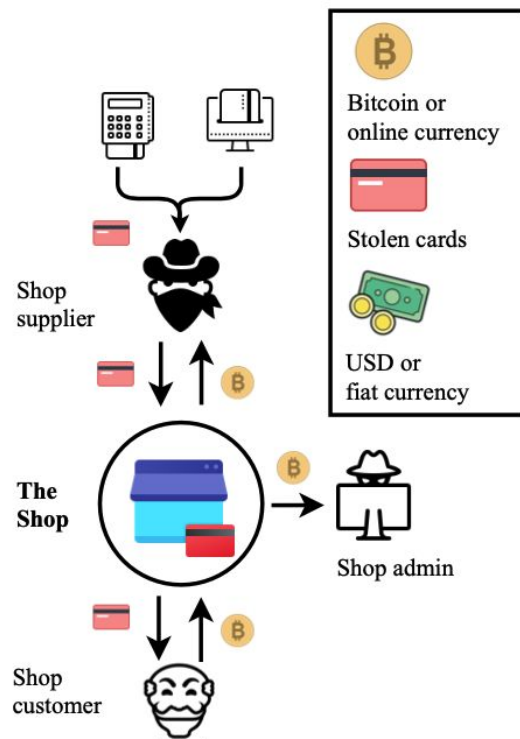 Bitcoin or
online currency
Stolen cards
USD or
fiat currency
Shop
supplier
The
Shop
Shop admin
Shop
customer